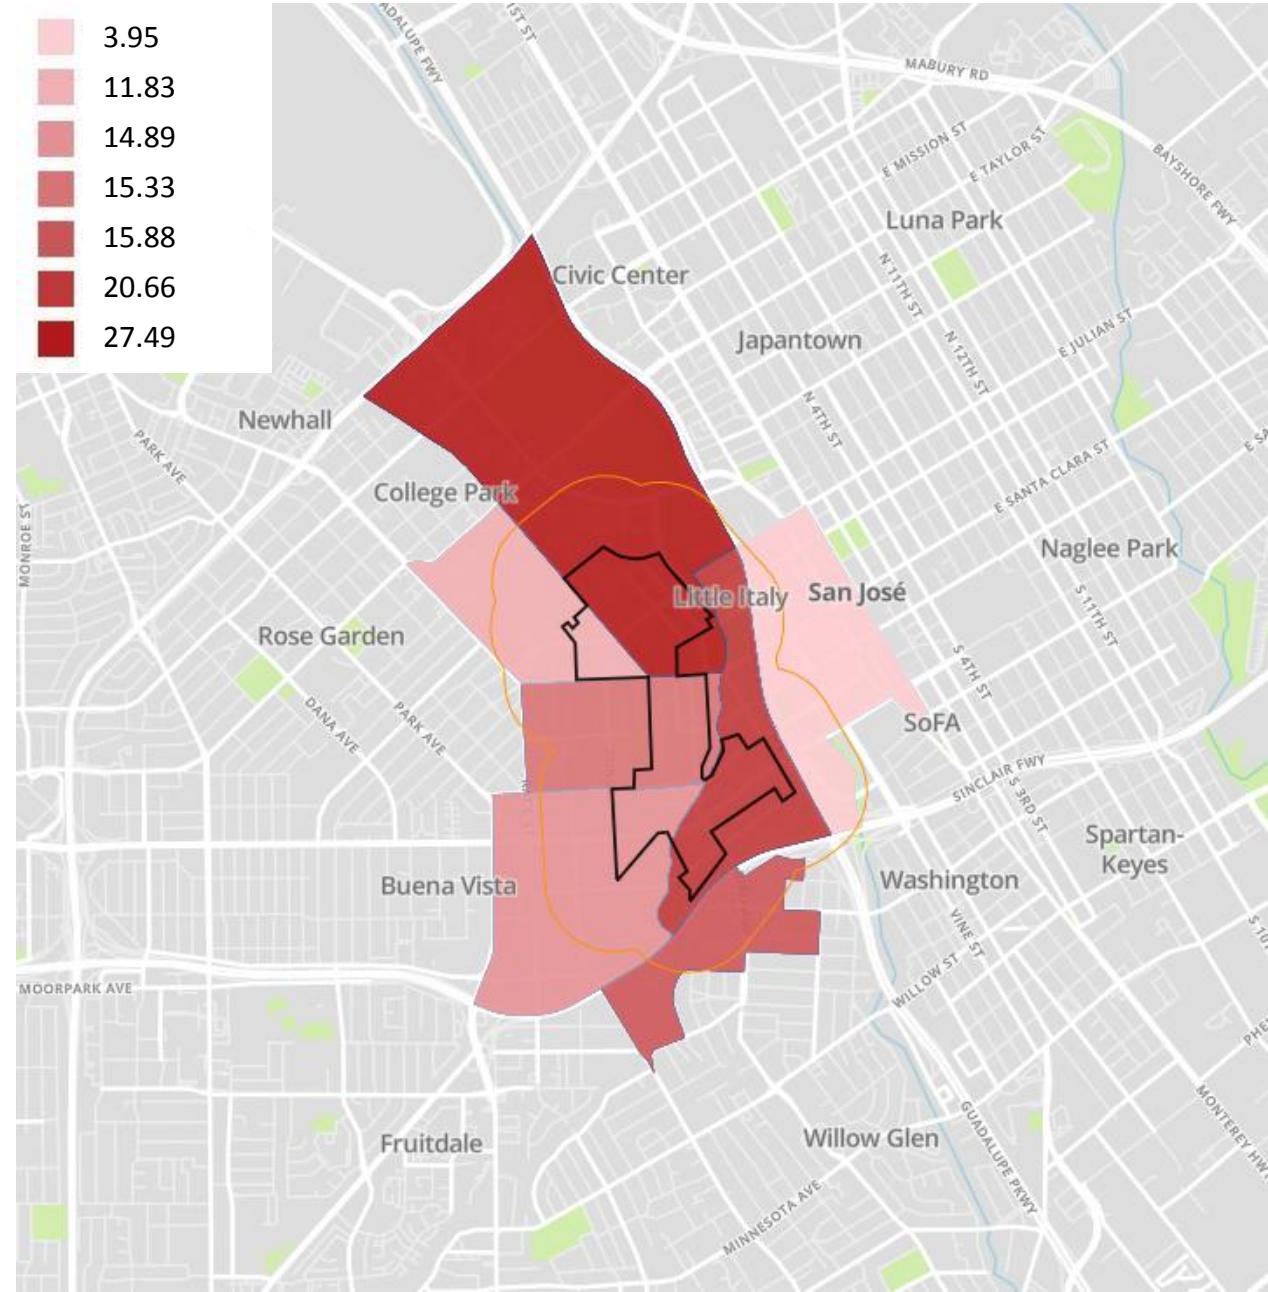 3.95
11.83
14.89
15.33
15.88
20.66
27.49
1ST ST
MABURY RD
E MISSION ST
E TAYLOR ST
BAYSHORE FWY
Luna Park
Civic Center
N 11TH ST
Japantown
E JULIAN ST
N 12TH ST
Newhall
N 4TH ST
PARK AVE
College Park
E SANTA CLARA ST
MONROE ST
Naglee Park
Little Italy
San José
S 11TH ST
Rose Garden
S 4TH ST
DANA AVE
PARK AVE
SoFA
SINCLAIR FWY
S 3RD ST
Spartan-
Keyes
Buena Vista
Washington
VINE ST
WILLOW ST
MOORPARK AVE
Fruitdale
Willow Glen
GUADALUPE PKWY
MINNESOTA AVE